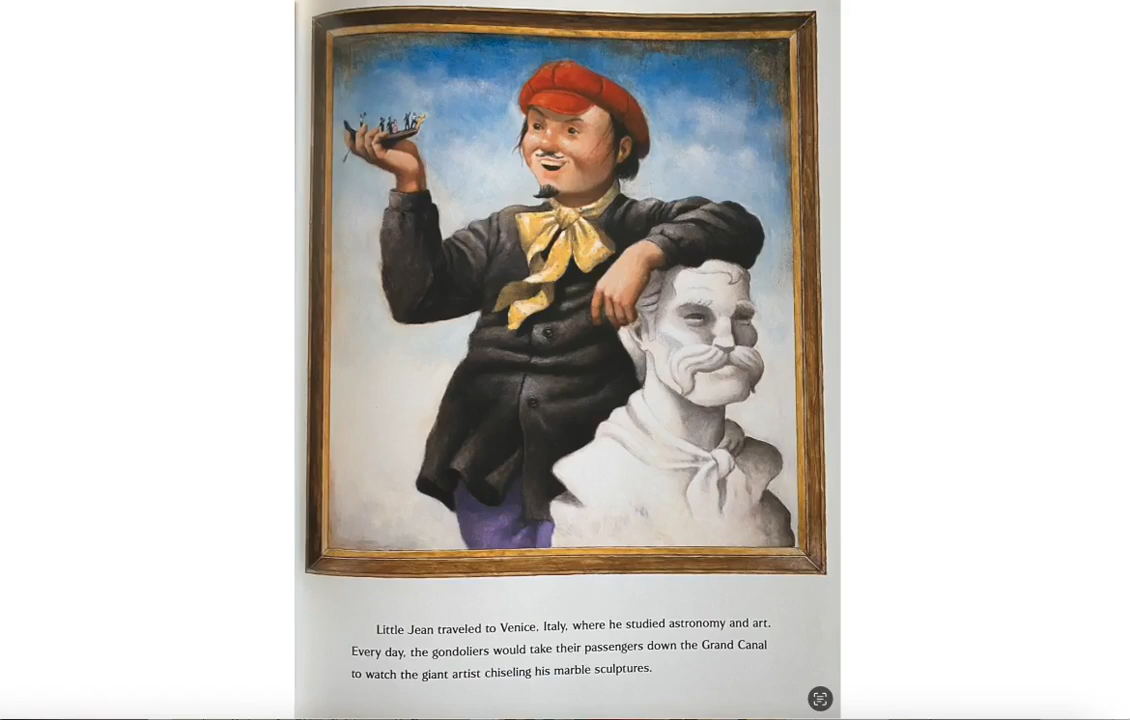 Little Jean traveled to Venice, Italy, where he studied astronomy and art.
Every day, the gondoliers would take their passengers down the Grand Canal
to watch the giant artist chiseling his marble sculptures.